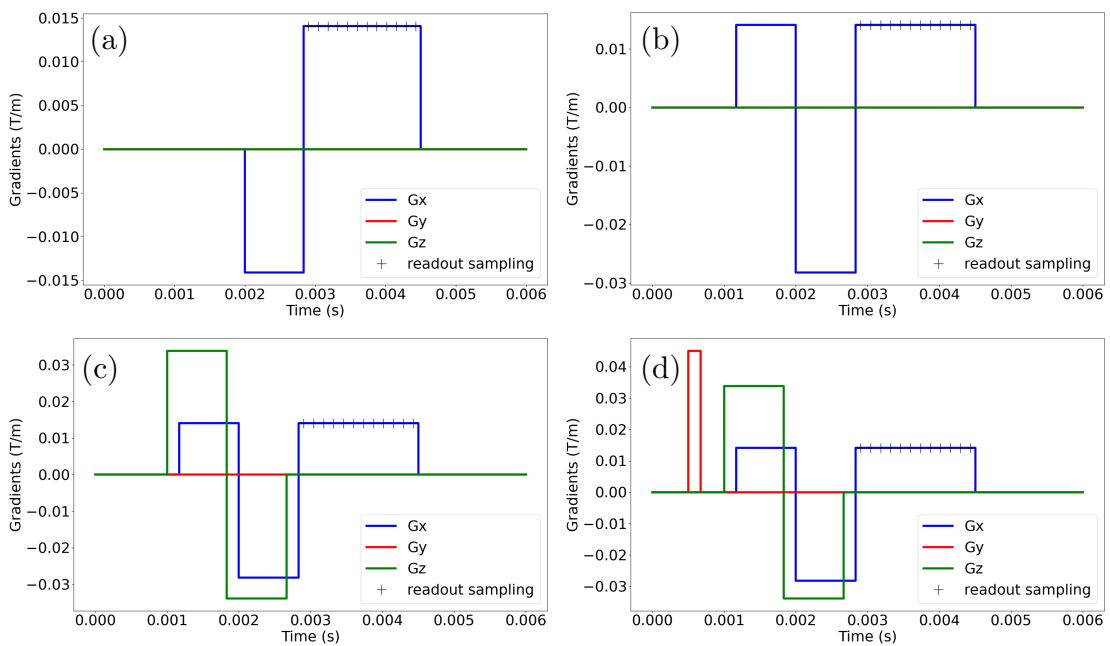 (a)
0.015
0.010
0.005
0.000
−0.005
−0.010
−0.015
Gradients (T/m)
Gx
Gy
Gz
readout sampling
0.000 0.001 0.002 0.003 0.004 0.005 0.006
Time (s)
(b)
0.01
0.00
−0.01
−0.02
−0.03
Gradients (T/m)
Gx
Gy
Gz
readout sampling
0.000 0.001 0.002 0.003 0.004 0.005 0.006
Time (s)
(c)
0.03
0.02
0.01
0.00
−0.01
−0.02
−0.03
Gradients (T/m)
Gx
Gy
Gz
readout sampling
0.000 0.001 0.002 0.003 0.004 0.005 0.006
Time (s)
(d)
0.04
0.03
0.02
0.01
0.00
−0.01
−0.02
−0.03
Gradients (T/m)
Gx
Gy
Gz
readout sampling
0.000 0.001 0.002 0.003 0.004 0.005 0.006
Time (s)